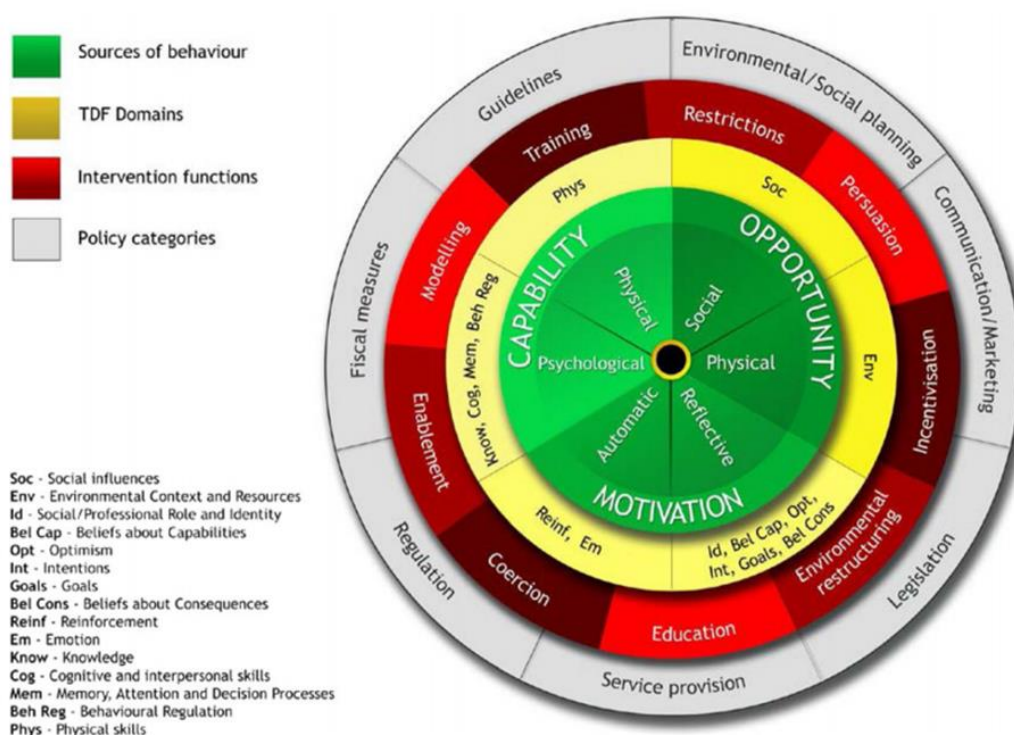 Sources of behaviour
TDF Domains
Intervention functions
Policy categories
Soc - Social influences
Env - Environmental Context and Resources
Id - Social/Professional Role and Identity
Bel Cap - Beliefs about Capabilities
Opt - Optimism
Int - Intentions
Goals - Goals
Bel Cons - Beliefs about Consequences
Reinf - Reinforcement
Em - Emotion
Know - Knowledge
Cog - Cognitive and interpersonal skills
Mem - Memory, Attention and Decision Processes
Beh Reg - Behavioural Regulation
Phys - Physical skills
Guidelines
Environmental/Social planning
Communication/Marketing
Legislation
Service provision
Regulation
Fiscal measures
Training
Restrictions
Persuasion
Incentivisation
Environmental
restructuring
Education
Coercion
Enablement
Modelling
Phys
Soc
Env
Id, Bel Cap, Opt,
Int, Goals, Bel Cons
Reinf, Em
Know, Cog, Mem, Beh Reg
CAPABILITY
OPPORTUNITY
MOTIVATION
Physical
Social
Physical
Reflective
Automatic
Psychological